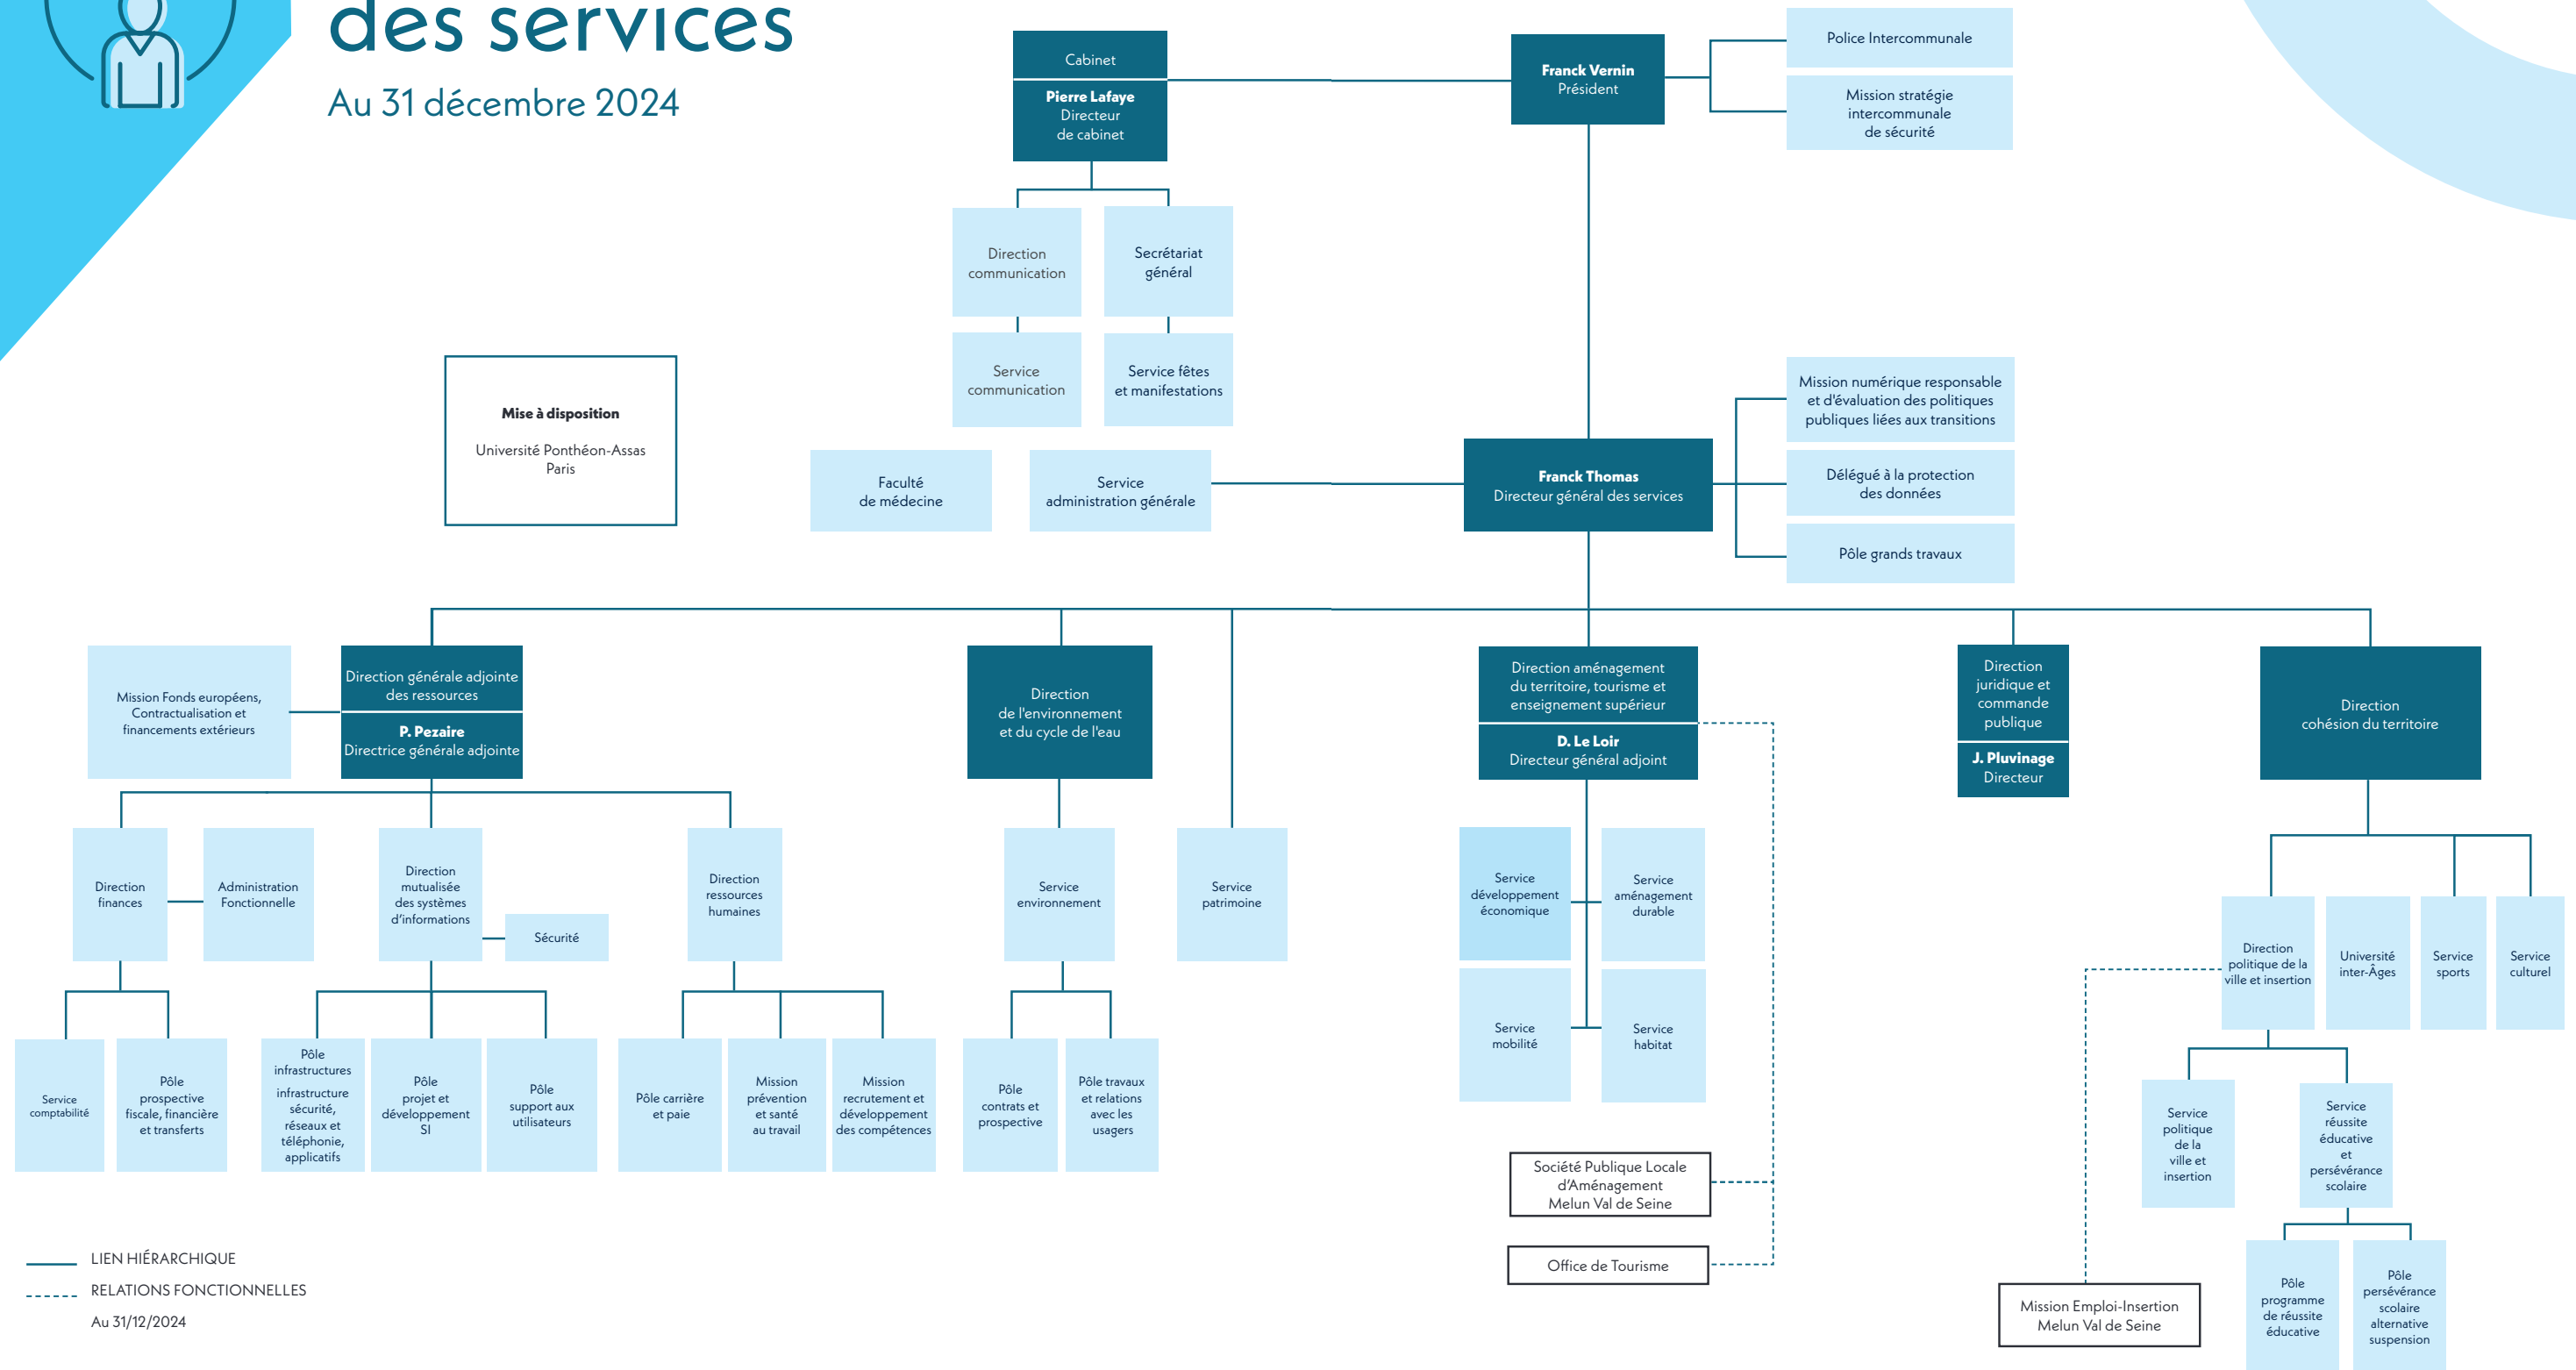 des services
Au 31 décembre 2024
Cabinet
Pierre Lafaye
Directeur
de cabinet
Franck Vernin
Président
Police Intercommunale
Mission stratégie
intercommunale
de sécurité
Direction
communication
Secrétariat
général
Service
communication
Service fêtes
et manifestations
Mise à disposition
Université Ponthéon-Assas
Paris
Faculté
de médecine
Service
administration générale
Franck Thomas
Directeur général des services
Mission numérique responsable
et d'évaluation des politiques
publiques liées aux transitions
Délégué à la protection
des données
Pôle grands travaux
Mission Fonds européens,
Contractualisation et
financements extérieurs
Direction générale adjointe
des ressources
P. Pezaire
Directrice générale adjointe
Direction
de l'environnement
et du cycle de l'eau
Direction aménagement
du territoire, tourisme et
enseignement supérieur
D. Le Loir
Directeur général adjoint
Direction
juridique et
commande
publique
J. Pluvinage
Directeur
Direction
cohésion du territoire
Direction
finances
Administration
Fonctionnelle
Direction
mutualisée
des systèmes
d'informations
Sécurité
Direction
ressources
humaines
Service
environnement
Service
patrimoine
Service
développement
économique
Service
aménagement
durable
Service
mobilité
Service
habitat
Direction
politique de la
ville et insertion
Université
inter-Âges
Service
sports
Service
culturel
Service
comptabilité
Pôle
prospective
fiscale, financière
et transferts
Pôle
infrastructures
infrastructure
sécurité,
réseaux et
téléphonie,
applicatifs
Pôle
projet et
développement
SI
Pôle
support aux
utilisateurs
Pôle carrière
et paie
Mission
prévention
et santé
au travail
Mission
recrutement et
développement
des compétences
Pôle
contrats et
prospective
Pôle travaux
et relations
avec les
usagers
Service
politique
de la
ville et
insertion
Service
réussite
éducative
et
persévérance
scolaire
Société Publique Locale
d'Aménagement
Melun Val de Seine
Office de Tourisme
Mission Emploi-Insertion
Melun Val de Seine
Pôle
programme
de réussite
éducative
Pôle
persévérance
scolaire
alternative
suspension
LIEN HIÉRARCHIQUE
RELATIONS FONCTIONNELLES
Au 31/12/2024